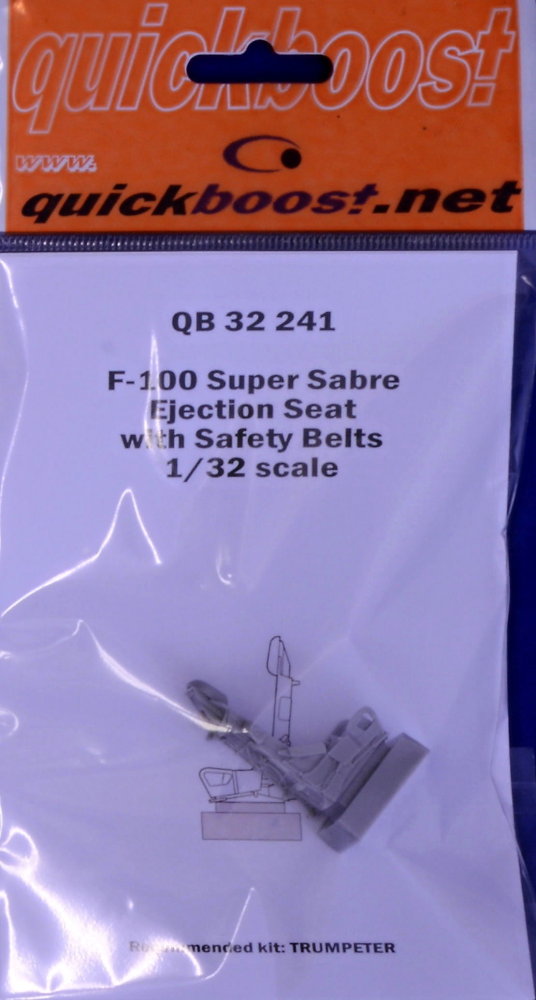 quickboost
www.
quickboost.net
QB 32 241
F-100 Super Sabre
Ejection Seat
with Safety Belts
1/32 scale
Recommended kit: TRUMPETER